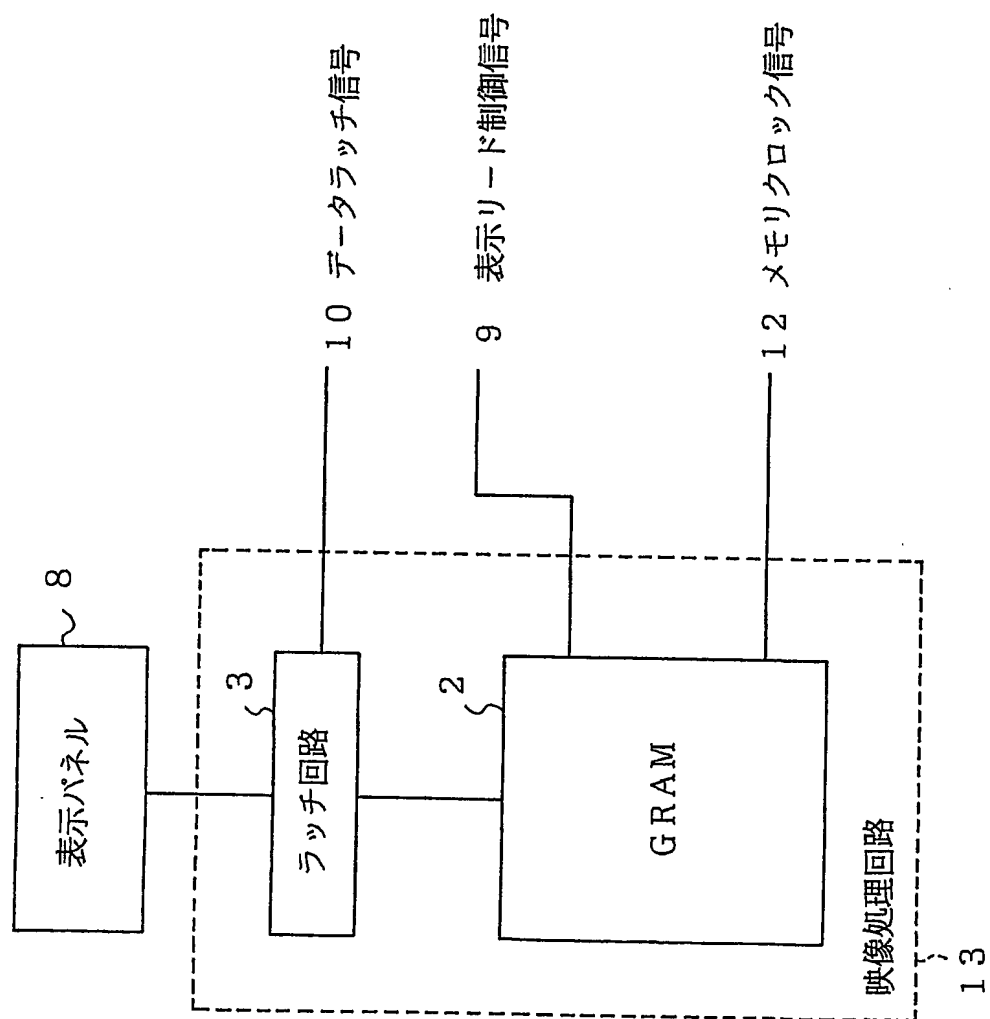 8
表示パネル
3
ラッチ回路
10 データラッチ信号
2
GRAM
9 表示リード制御信号
12 メモリクロック信号
映像処理回路
13